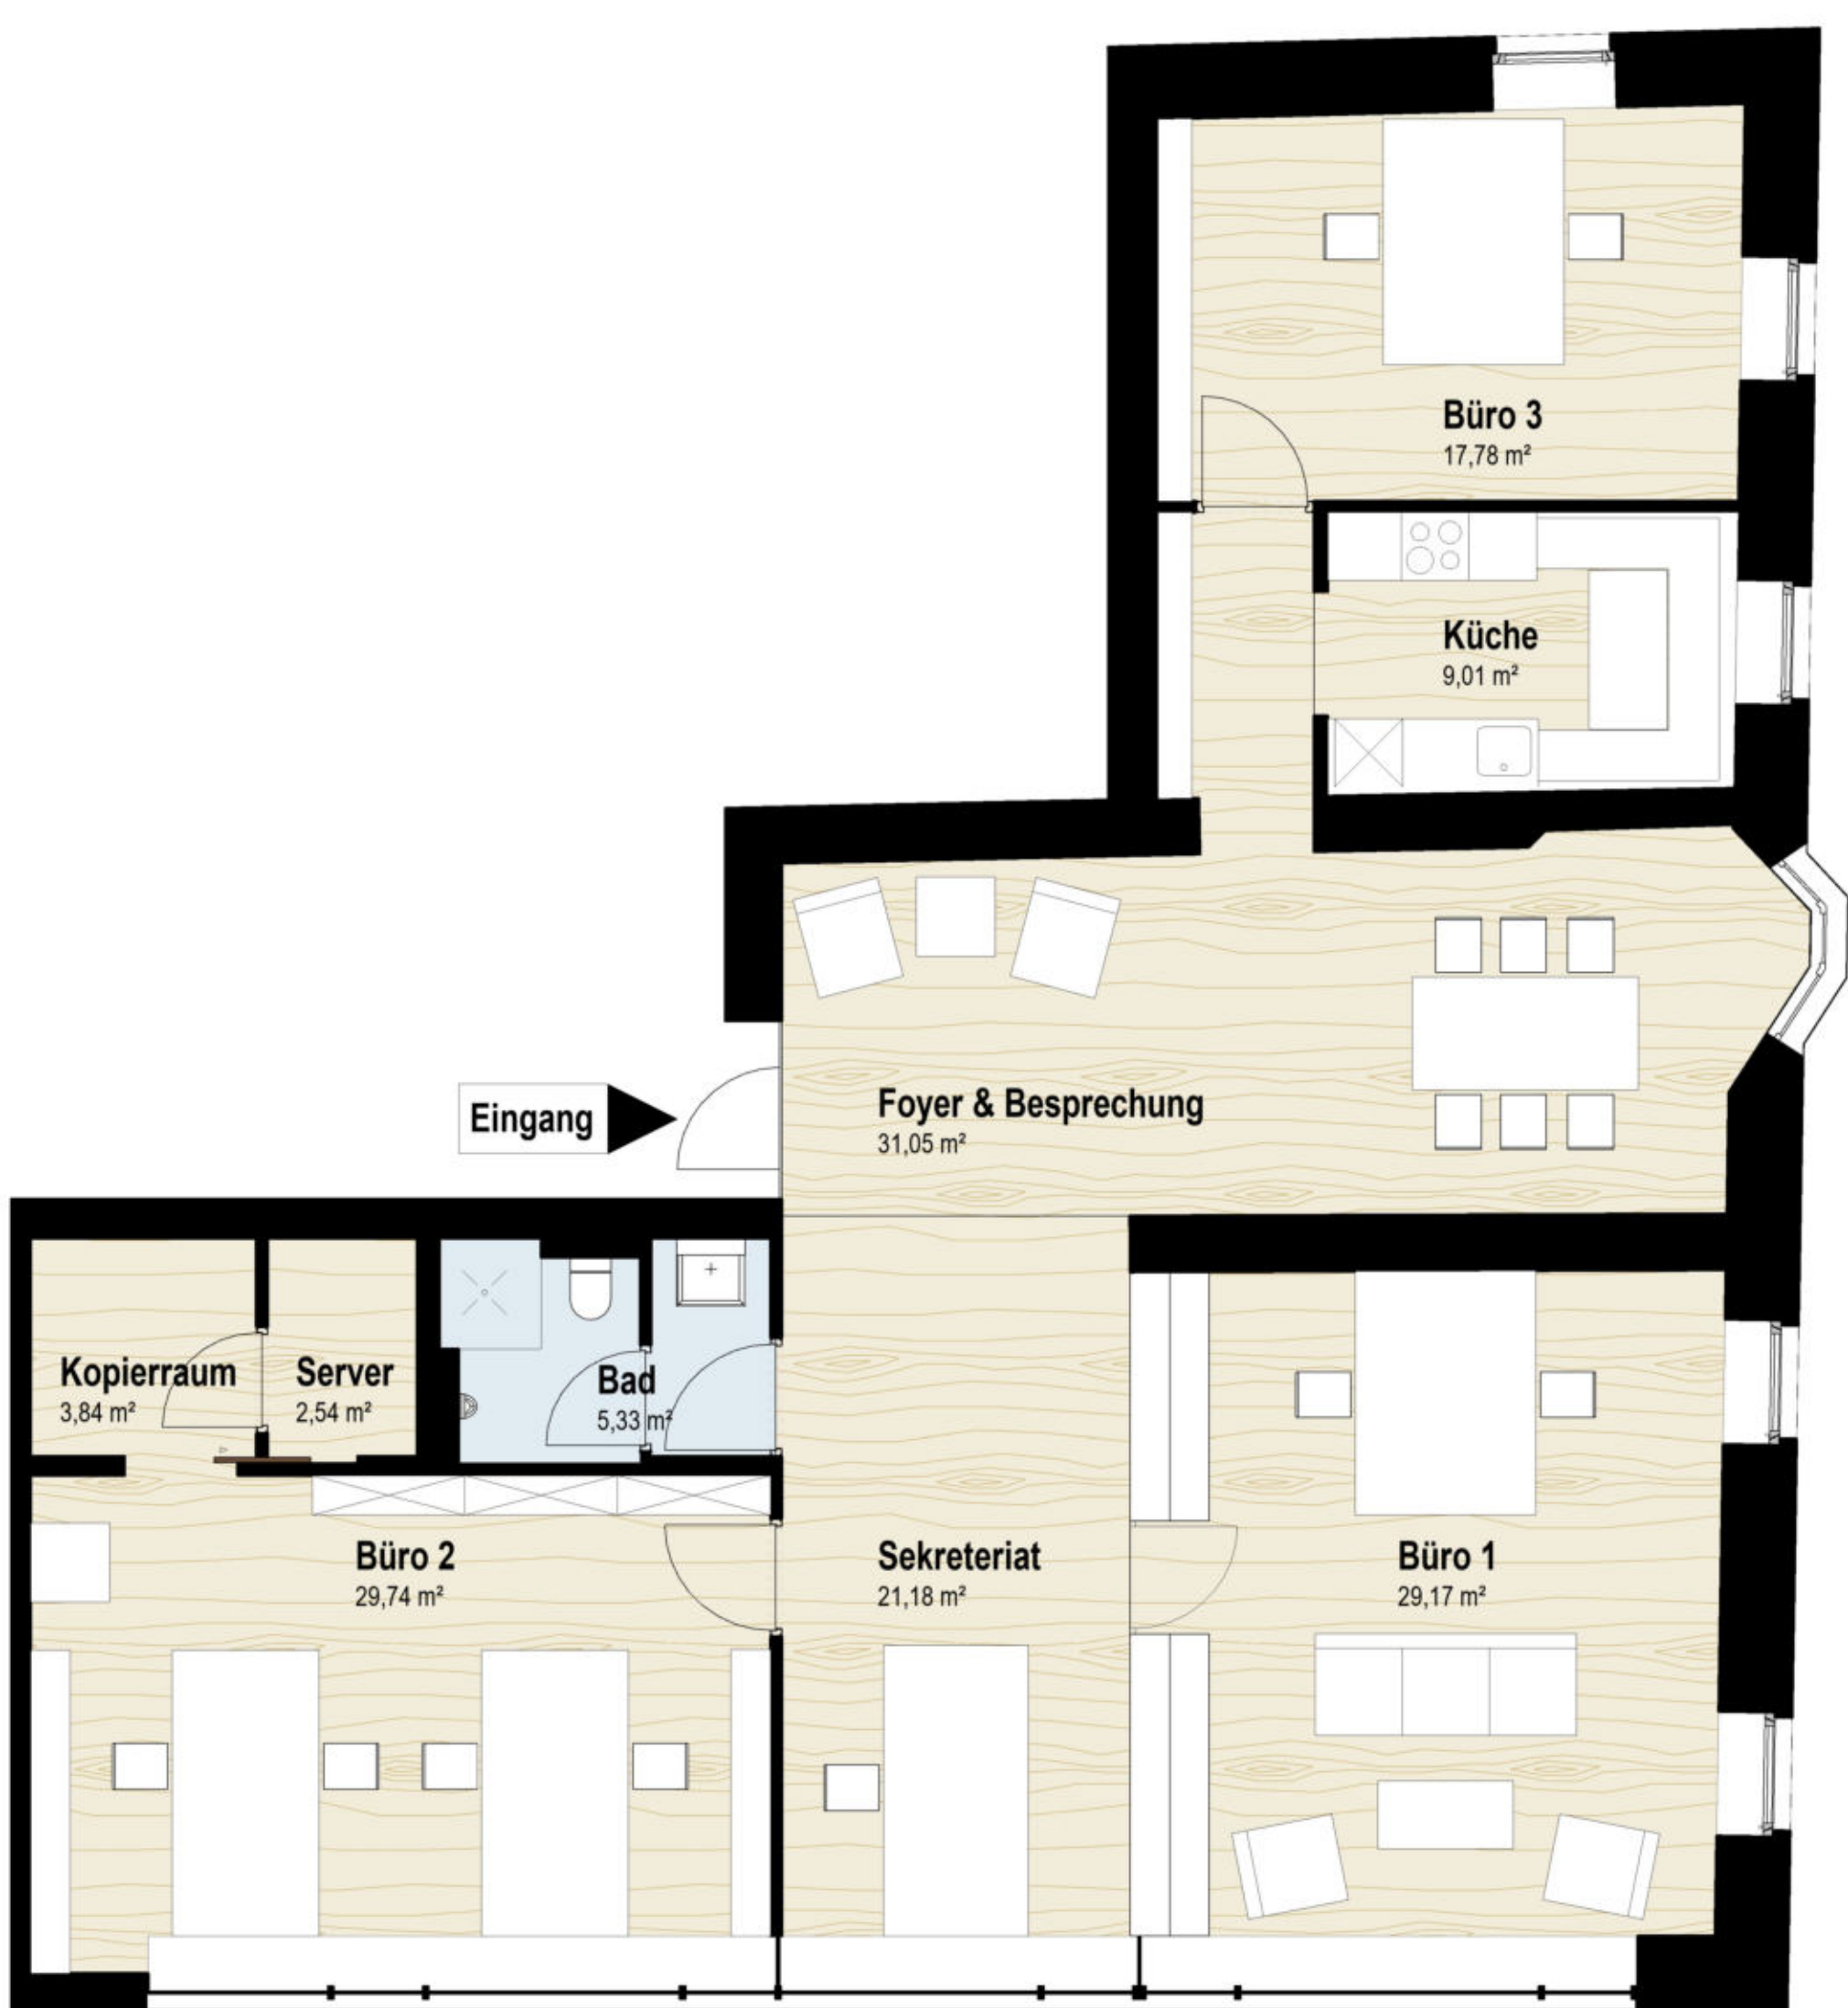 Büro 3
17,78 m²
Küche
9,01 m²
Eingang
Foyer & Besprechung
31,05 m²
Kopierraum
3,84 m²
Server
2,54 m²
Bad
5,33 m²
Büro 2
29,74 m²
Sekreteriat
21,18 m²
Büro 1
29,17 m²